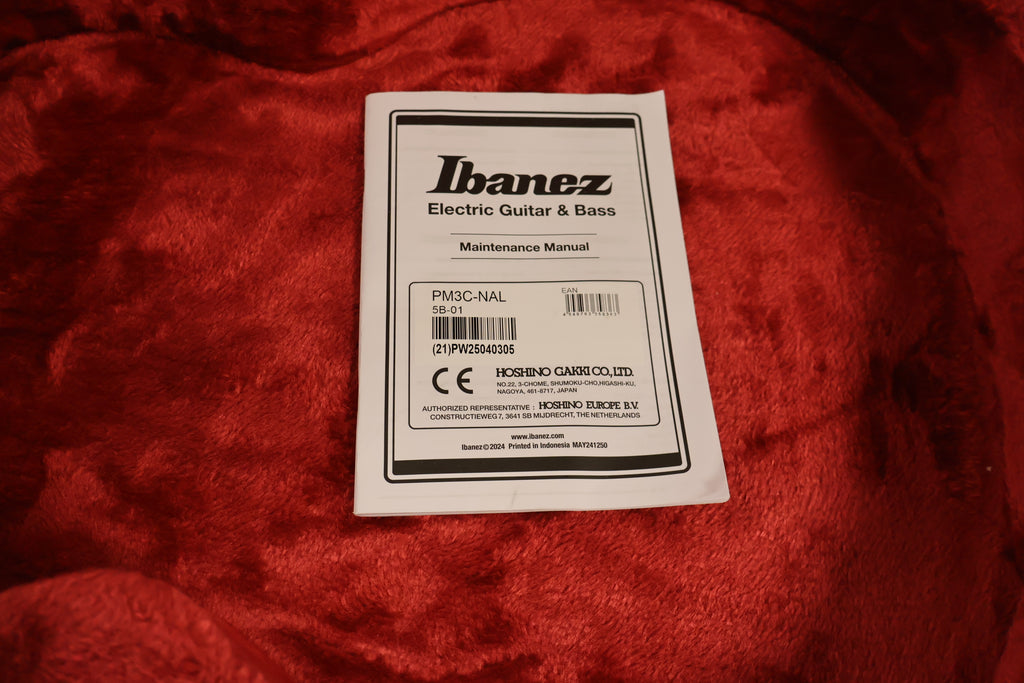 Ibanez
Electric Guitar & Bass
Maintenance Manual
PM3C-NAL
5B-01
EAN
(21)PW25040305
CE
HOSHINO GAKKI CO.,LTD.
NO.22, 3-CHOME, SHUMOKU-CHO,HIGASHI-KU,
NAGOYA, 461-8717, JAPAN
AUTHORIZED REPRESENTATIVE : HOSHINO EUROPE B.V.
CONSTRUCTIEWEG 7, 3641 SB MIJDRECHT, THE NETHERLANDS
www.ibanez.com
Ibanez©2024 Printed in Indonesia MAY241250